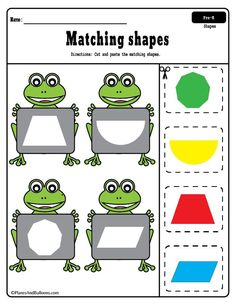 Name:
Pre-K
Shapes
Matching shapes
Directions: Cut and paste the matching shapes.
©PlanesAndBalloons.com